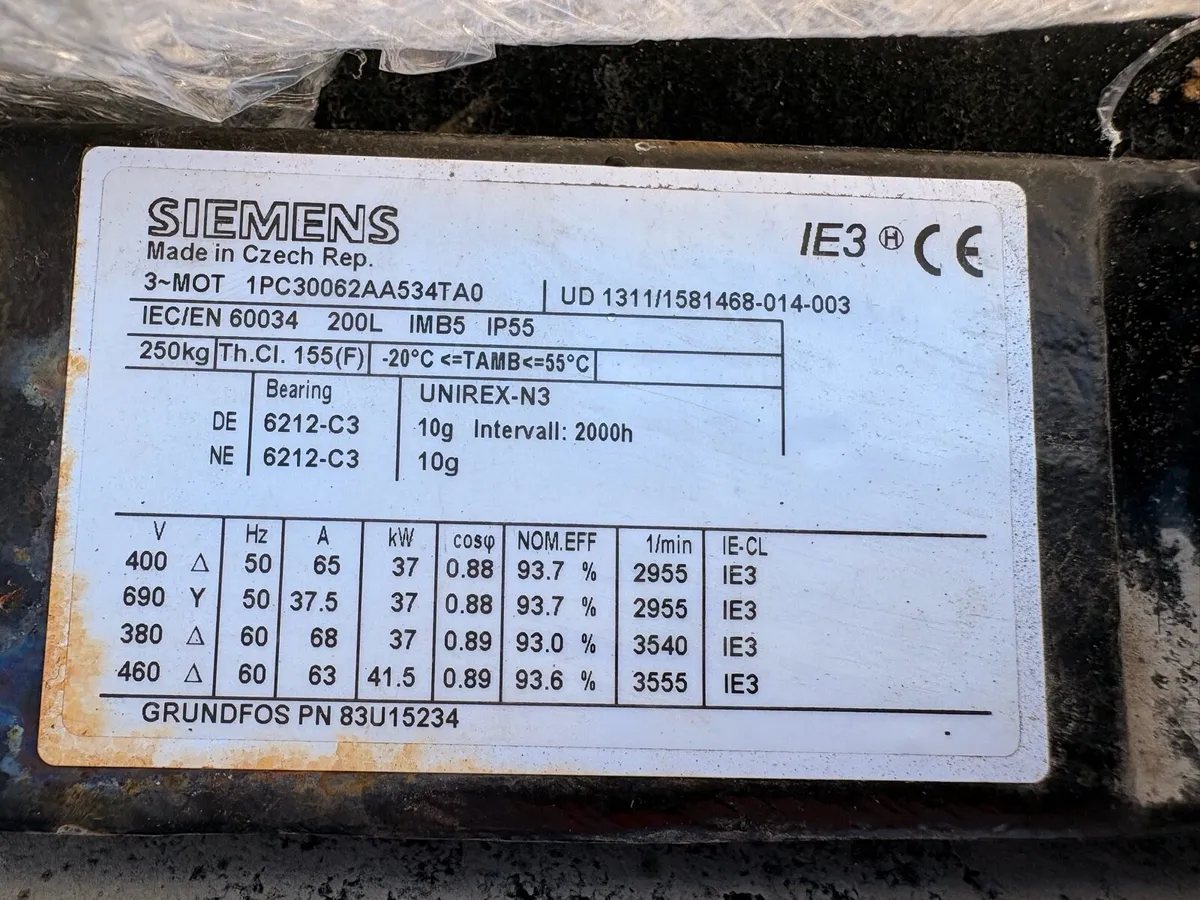 SIEMENS
IE3 Ⓗ CE
Made in Czech Rep.
3~MOT 1PC30062AA534TA0 UD 1311/1581468-014-003
IEC/EN 60034 200L IMB5 IP55
250kg Th.Cl. 155(F) -20°C <=TAMB<=55°C
Bearing UNIREX-N3
DE 6212-C3 10g Intervall: 2000h
NE 6212-C3 10g
V Hz A kW cosφ NOM.EFF 1/min IE-CL
400 Δ 50 65 37 0.88 93.7 % 2955 IE3
690 Y 50 37.5 37 0.88 93.7 % 2955 IE3
380 Δ 60 68 37 0.89 93.0 % 3540 IE3
460 Δ 60 63 41.5 0.89 93.6 % 3555 IE3
GRUNDFOS PN 83U15234